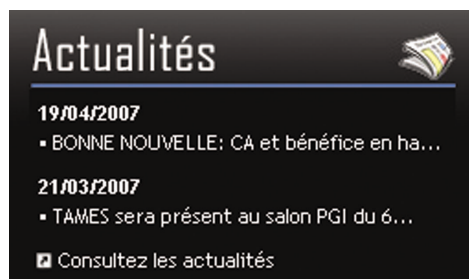 Actualités
19/04/2007
▪ BONNE NOUVELLE: CA et bénéfice en ha...
21/03/2007
▪ TAMES sera présent au salon PGI du 6...
Consultez les actualités